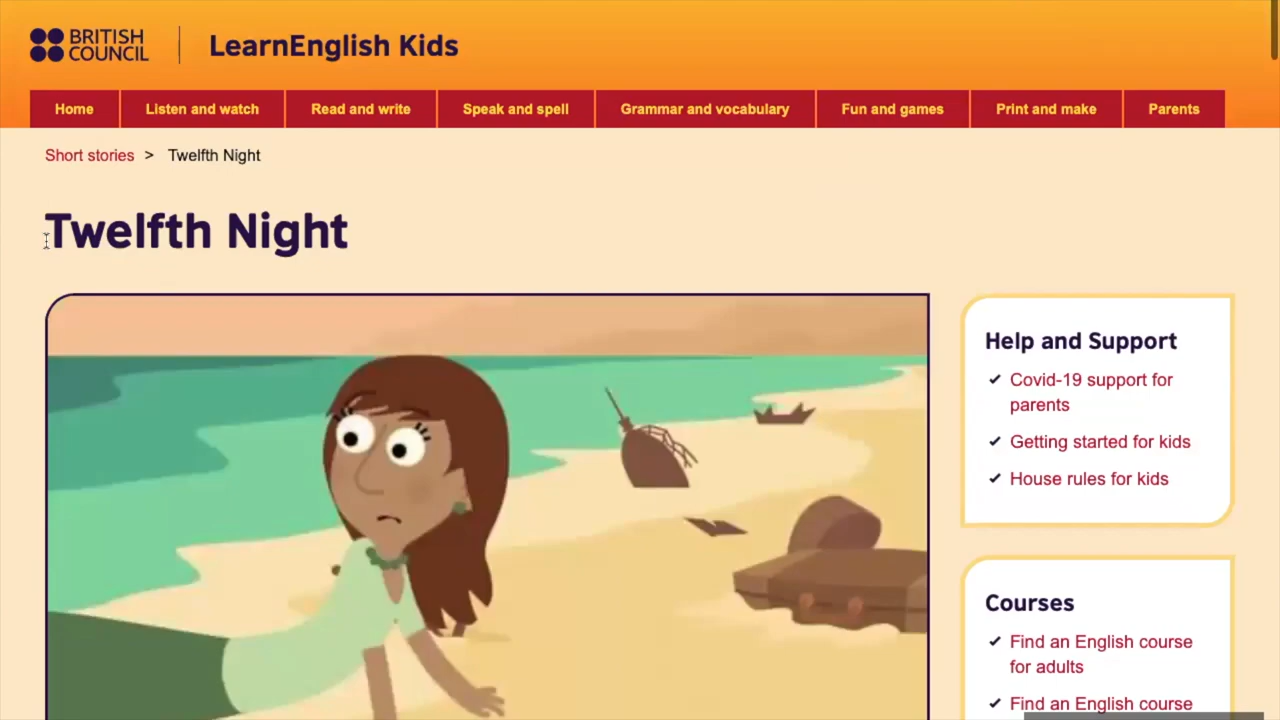 BRITISH
COUNCIL
LearnEnglish Kids
Home
Listen and watch
Read and write
Speak and spell
Grammar and vocabulary
Fun and games
Print and make
Parents
Short stories > Twelfth Night
Twelfth Night
Help and Support
Covid-19 support for
parents
Getting started for kids
House rules for kids
Courses
Find an English course
for adults
Find an English course